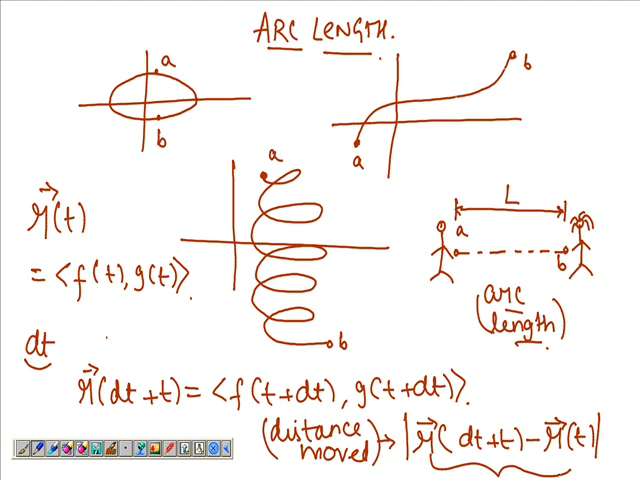 ARC LENGTH.
a
b
a
b
a
b
L
a
b
(arc
length)
r⃗(t)
= <f(t), g(t)>.
dt
r⃗(dt+t) = <f(t+dt), g(t+dt)>.
(distance
moved) → |r⃗(dt+t) - r⃗(t)|